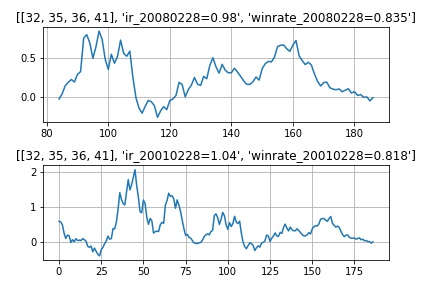 [[32, 35, 36, 41], 'ir_20080228=0.98', 'winrate_20080228=0.835']
0.5
0.0
80 100 120 140 160 180
[[32, 35, 36, 41], 'ir_20010228=1.04', 'winrate_20010228=0.818']
2
1
0
0 25 50 75 100 125 150 175